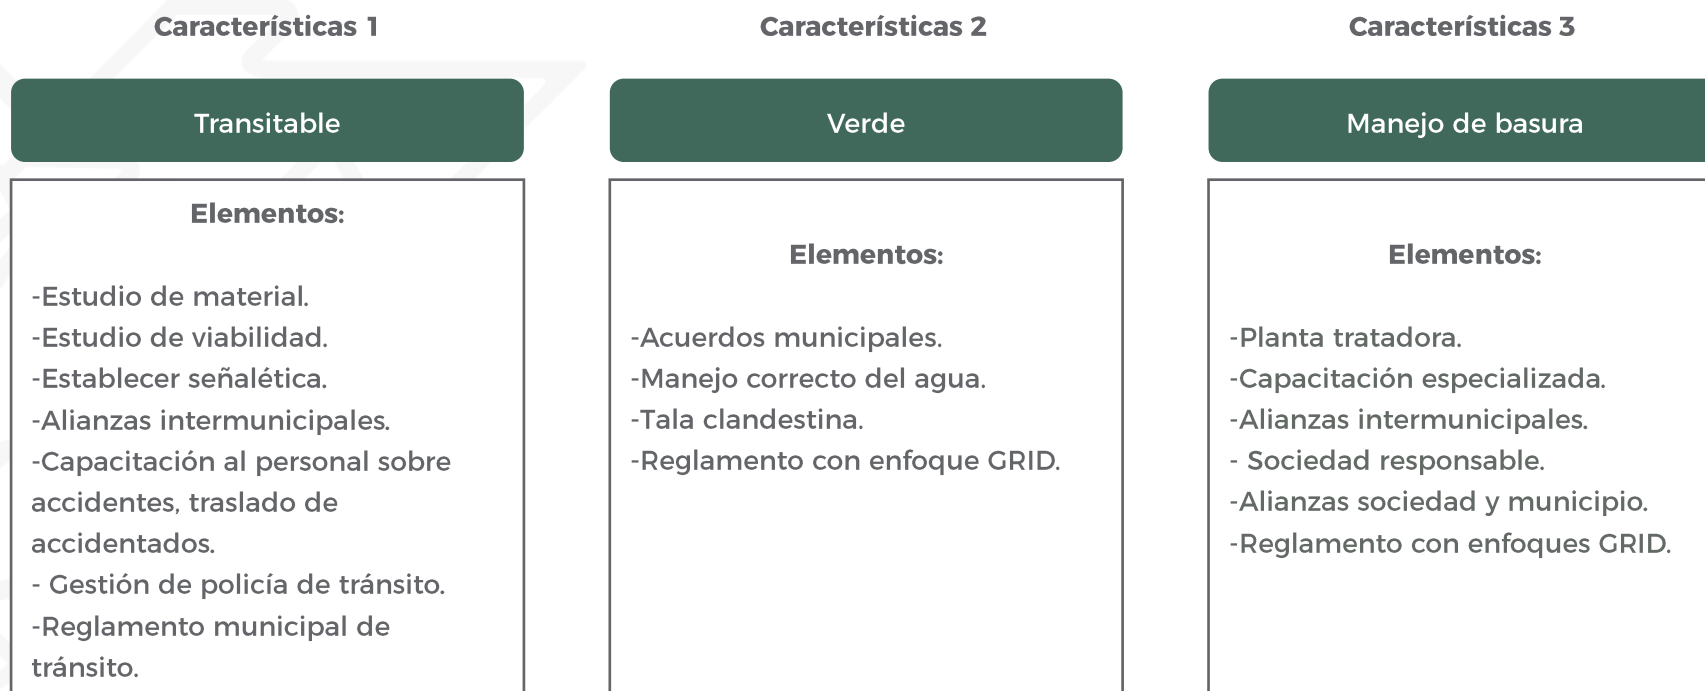 Características 1
Transitable
Elementos:
-Estudio de material.
-Estudio de viabilidad.
-Establecer señalética.
-Alianzas intermunicipales.
-Capacitación al personal sobre
accidentes, traslado de
accidentados.
- Gestión de policía de tránsito.
-Reglamento municipal de
tránsito.
Características 2
Verde
Elementos:
-Acuerdos municipales.
-Manejo correcto del agua.
-Tala clandestina.
-Reglamento con enfoque GRID.
Características 3
Manejo de basura
Elementos:
-Planta tratadora.
-Capacitación especializada.
-Alianzas intermunicipales.
- Sociedad responsable.
-Alianzas sociedad y municipio.
-Reglamento con enfoques GRID.